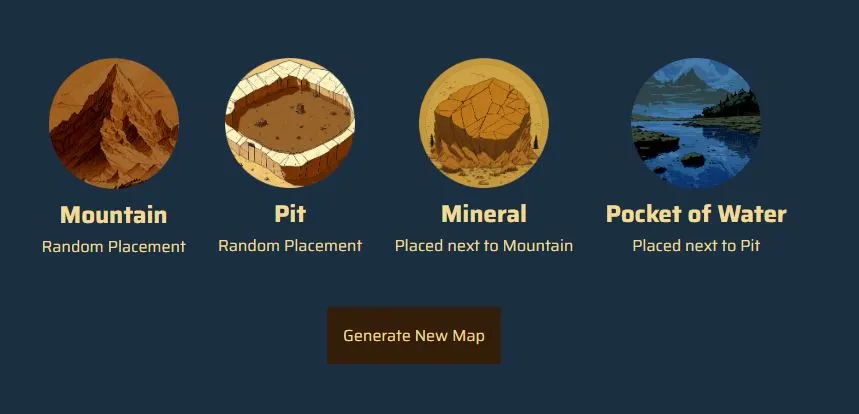 Mountain
Random Placement
Pit
Random Placement
Mineral
Placed next to Mountain
Pocket of Water
Placed next to Pit
Generate New Map